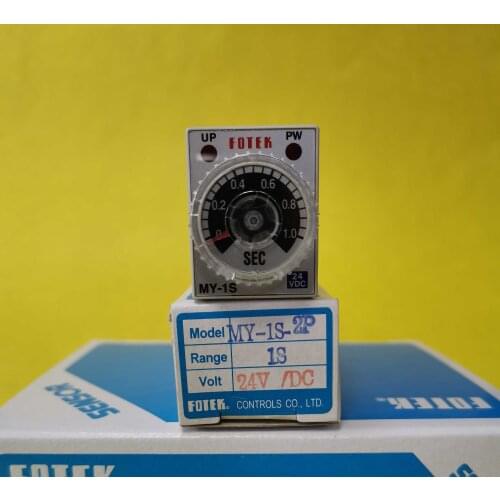 UP FOTEK PW
0.4 0.6
0.2 0.8
0 1.0
SEC
MY-1S 24 VDC
Model MY-1S-2P
Range 1S
Volt 24V /DC
FOTEK. CONTROLS CO., LTD.
SENSOR
FOTEK